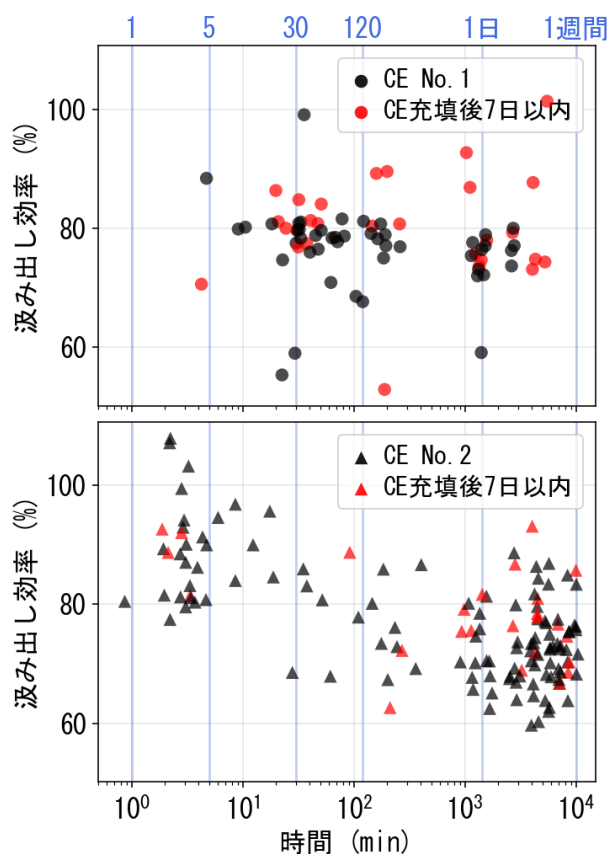 1 5 30 120 1日 1週間
100
80
60
汲み出し効率 (%)
CE No.1
CE充填後7日以内
100
80
60
汲み出し効率 (%)
CE No.2
CE充填後7日以内
10⁰ 10¹ 10² 10³ 10⁴
時間 (min)